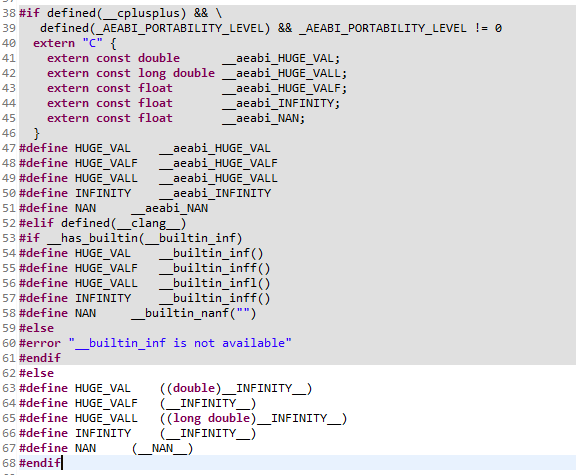 38 #if defined(__cplusplus) && \
39    defined(_AEABI_PORTABILITY_LEVEL) && _AEABI_PORTABILITY_LEVEL != 0
40   extern "C" {
41     extern const double      __aeabi_HUGE_VAL;
42     extern const long double __aeabi_HUGE_VALL;
43     extern const float       __aeabi_HUGE_VALF;
44     extern const float       __aeabi_INFINITY;
45     extern const float       __aeabi_NAN;
46   }
47 #define HUGE_VAL    __aeabi_HUGE_VAL
48 #define HUGE_VALF   __aeabi_HUGE_VALF
49 #define HUGE_VALL   __aeabi_HUGE_VALL
50 #define INFINITY    __aeabi_INFINITY
51 #define NAN     __aeabi_NAN
52 #elif defined(__clang__)
53 #if __has_builtin(__builtin_inf)
54 #define HUGE_VAL    __builtin_inf()
55 #define HUGE_VALF   __builtin_inff()
56 #define HUGE_VALL   __builtin_infl()
57 #define INFINITY    __builtin_inff()
58 #define NAN     __builtin_nanf("")
59 #else
60 #error "__builtin_inf is not available"
61 #endif
62 #else
63 #define HUGE_VAL    ((double)__INFINITY__)
64 #define HUGE_VALF   (__INFINITY__)
65 #define HUGE_VALL   ((long double)__INFINITY__)
66 #define INFINITY    (__INFINITY__)
67 #define NAN     (__NAN__)
68 #endif